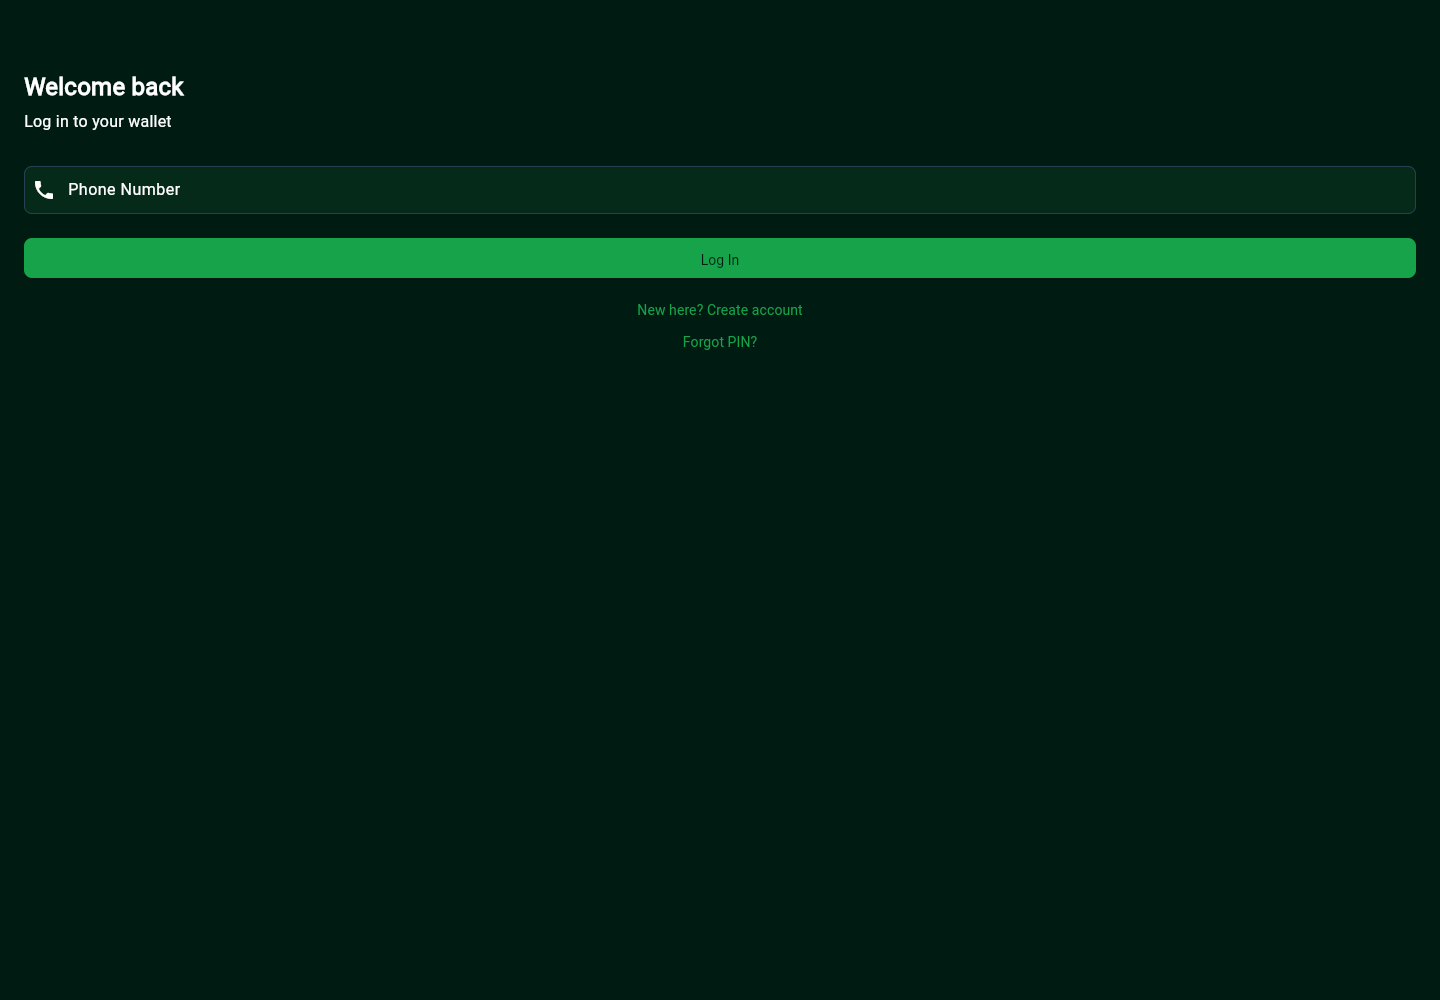 Welcome back
Log in to your wallet
Phone Number
Log In
New here? Create account
Forgot PIN?